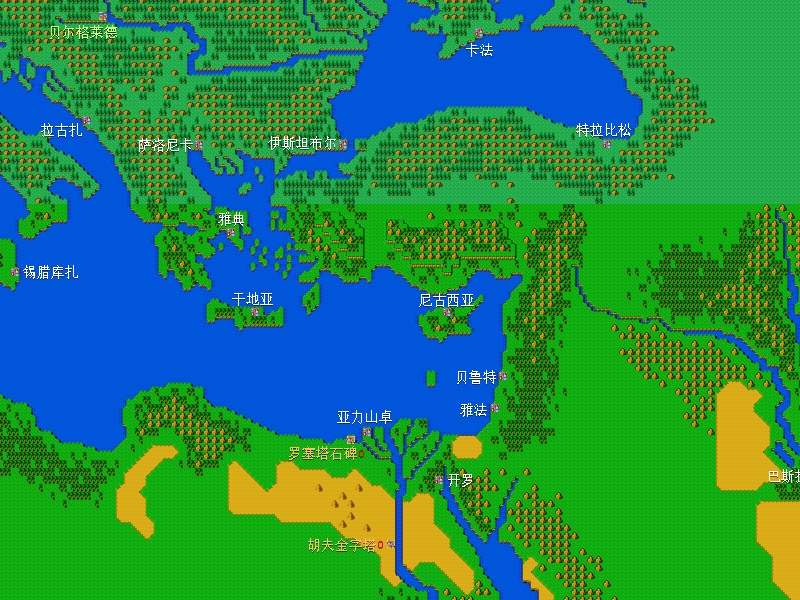 贝尔格莱德
卡法
拉古扎
萨洛尼卡
伊斯坦布尔
特拉比松
雅典
锡腊库扎
干地亚
尼古西亚
贝鲁特
雅法
亚力山卓
罗塞塔石碑
开罗
巴斯拉
胡夫金字塔